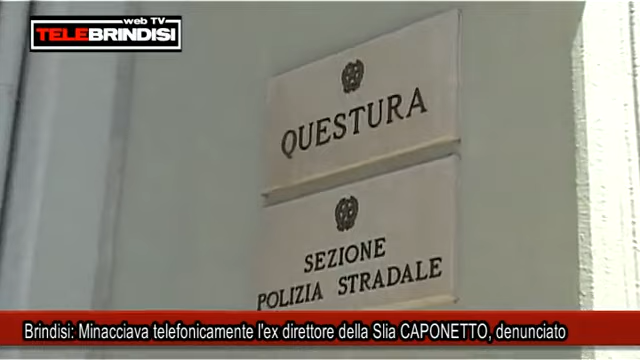 web TV
TELEBRINDISI
QUESTURA
SEZIONE
POLIZIA STRADALE
Brindisi: Minacciava telefonicamente l'ex direttore della Slia CAPONETTO, denunciato